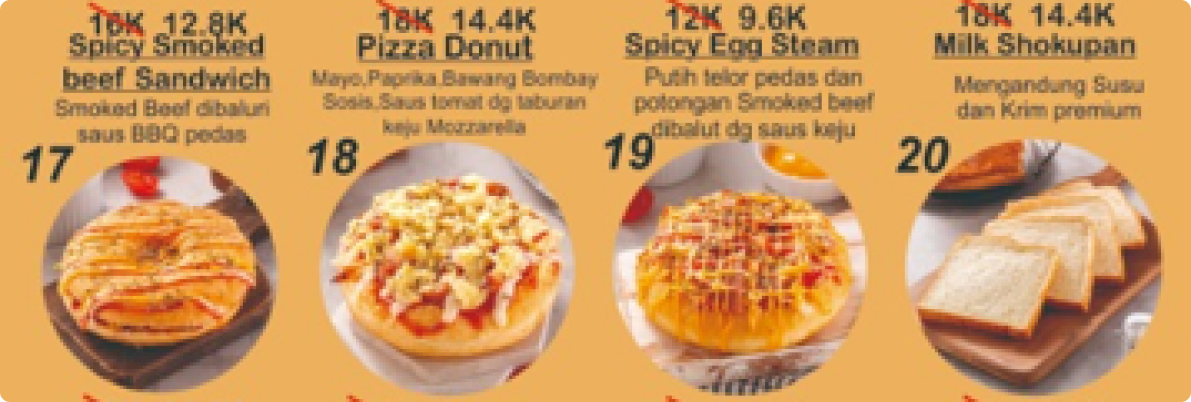 16K 12.8K
Spicy Smoked
beef Sandwich
Smoked Beef dibaluri
saus BBQ pedas
17
18K 14.4K
Pizza Donut
Mayo,Paprika,Bawang Bombay
Sosis,Saus tomat dg taburan
keju Mozzarella
18
12K 9.6K
Spicy Egg Steam
Putih telor pedas dan
potongan Smoked beef
dibalut dg saus keju
19
18K 14.4K
Milk Shokupan
Mengandung Susu
dan Krim premium
20